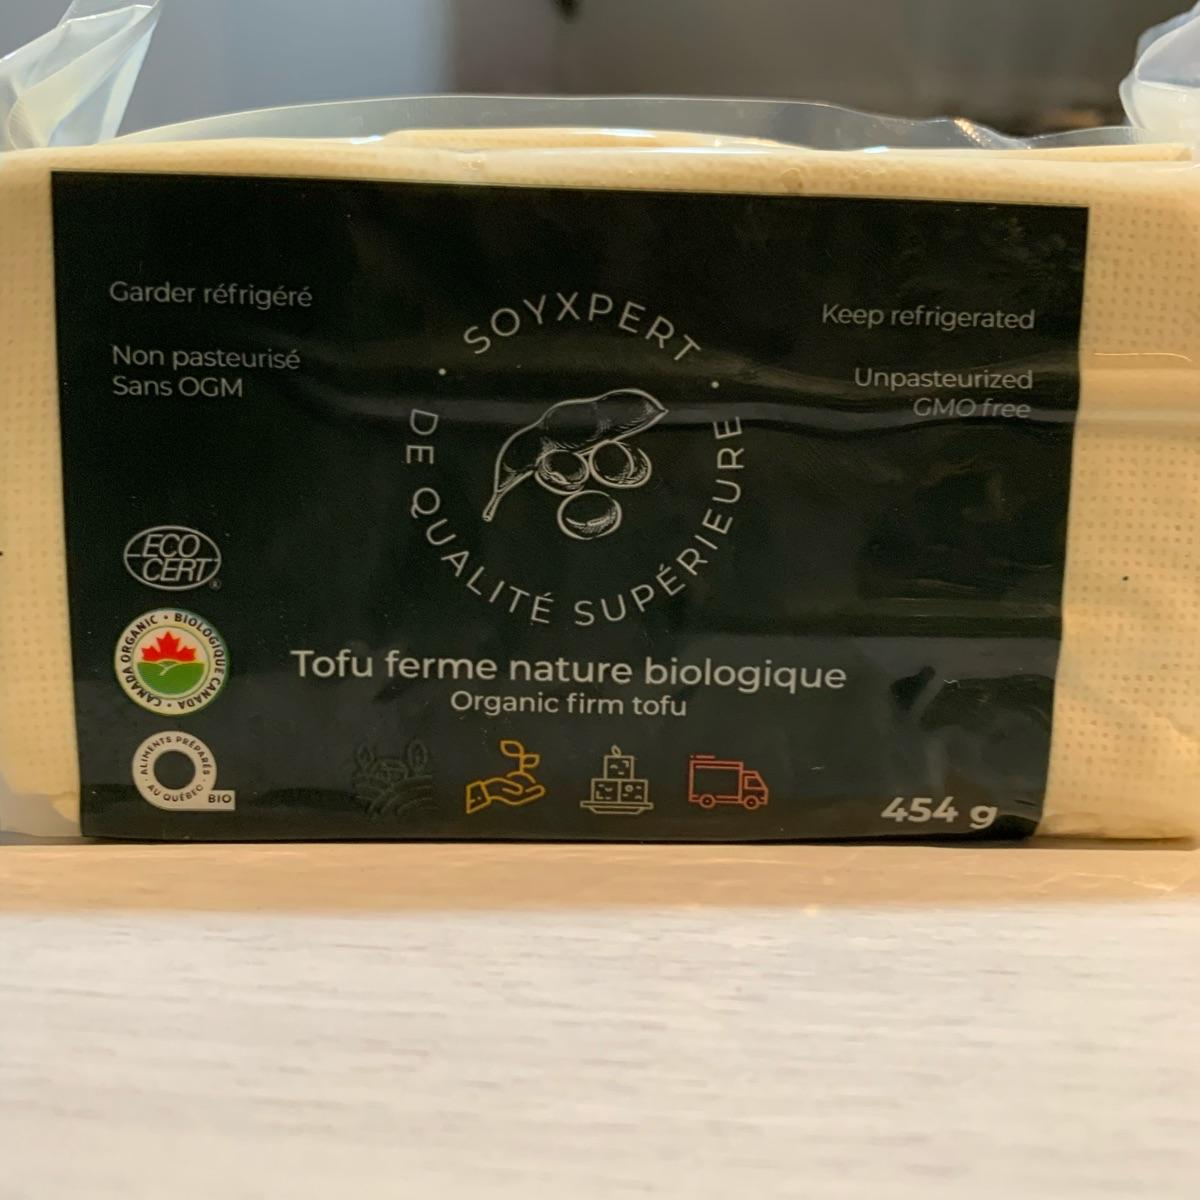 Garder réfrigéré
Non pasteurisé
Sans OGM
SOYXPERT
DE QUALITÉ SUPÉRIEURE
Keep refrigerated
Unpasteurized
GMO free
ECO
CERT®
CANADA ORGANIC • BIOLOGIQUE CANADA •
ALIMENTS PRÉPARÉS
AU QUÉBEC
BIO
Tofu ferme nature biologique
Organic firm tofu
454 g